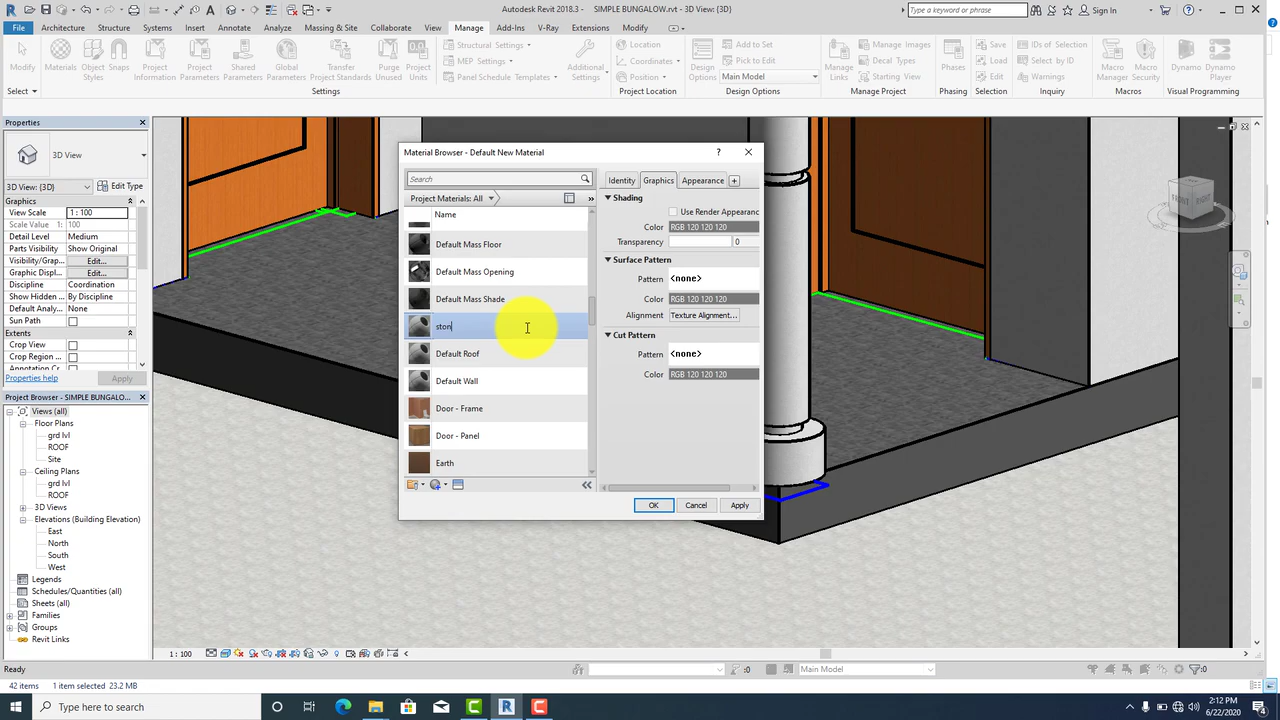 Autodesk Revit 2018.3 - SIMPLE BUNGALOW.rvt - 3D View: {3D}
Type a keyword or phrase
Sign In
File Architecture Structure Systems Insert Annotate Analyze Massing & Site Collaborate View Manage Add-Ins V-Ray Extensions Modify
Modify
Materials
Object Styles
Snaps
Project Information
Project Parameters
Shared Parameters
Global Parameters
Transfer Project Standards
Purge Unused
Project Units
Structural Settings
MEP Settings
Panel Schedule Templates
Additional Settings
Location
Coordinates
Position
Design Options
Add to Set
Pick to Edit
Main Model
Manage Links
Manage Images
Decal Types
Starting View
Phases
Save
Load
Edit
IDs of Selection
Select by ID
Warnings
Macro Manager
Macro Security
Dynamo
Dynamo Player
Select Settings Project Location Design Options Manage Project Phasing Selection Inquiry Macros Visual Programming
Properties
3D View
3D View: {3D} Edit Type
Graphics
View Scale 1 : 100
Scale Value 1: 100
Detail Level Medium
Parts Visibility Show Original
Visibility/Grap... Edit...
Graphic Displ... Edit...
Discipline Coordination
Show Hidden ... By Discipline
Default Analy... None
Sun Path
Extents
Crop View
Crop Region ...
Properties help Apply
Project Browser - SIMPLE BUNGALO...
Views (all)
Floor Plans
grd lvl
ROOF
Site
Ceiling Plans
grd lvl
ROOF
3D Views
Elevations (Building Elevation)
East
North
South
West
Legends
Schedules/Quantities (all)
Sheets (all)
Families
Groups
Revit Links
Material Browser - Default New Material ?
Search
Project Materials: All
Name
Default Mass Floor
Default Mass Opening
Default Mass Shade
ston
Default Roof
Default Wall
Door - Frame
Door - Panel
Earth
Identity Graphics Appearance
Shading
Use Render Appearanc
Color RGB 120 120 120
Transparency 0
Surface Pattern
Pattern <none>
Color RGB 120 120 120
Alignment Texture Alignment...
Cut Pattern
Pattern <none>
Color RGB 120 120 120
OK Cancel Apply
1 : 100
Ready
:0
Main Model
:0
42 items 1 item selected 23.2 MB
Type here to search
2:12 PM
6/22/2020